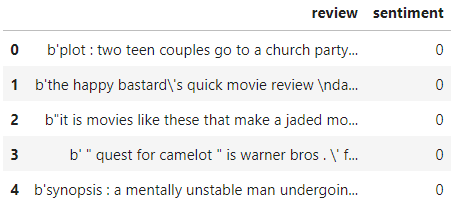 review sentiment
0 b'plot : two teen couples go to a church party... 0
1 b'the happy bastard\'s quick movie review \nda... 0
2 b"it is movies like these that make a jaded mo... 0
3 b' " quest for camelot " is warner bros . \' f... 0
4 b'synopsis : a mentally unstable man undergoin... 0